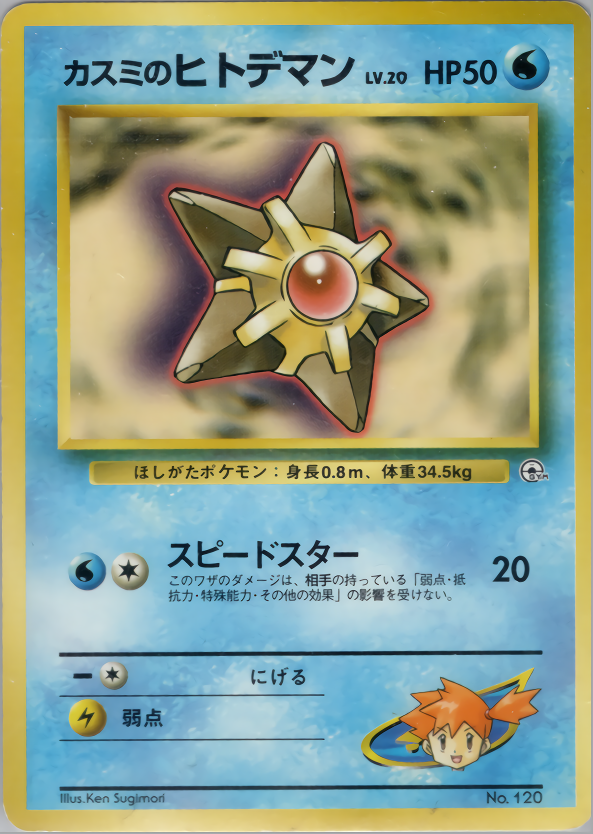 カスミのヒトデマン LV.20 HP50
ほしがたポケモン：身長0.8m、体重34.5kg
GYM
スピードスター 20
このワザのダメージは、相手の持っている「弱点・抵
抗力・特殊能力・その他の効果」の影響を受けない。
にげる
弱点
Illus.Ken Sugimori No. 120